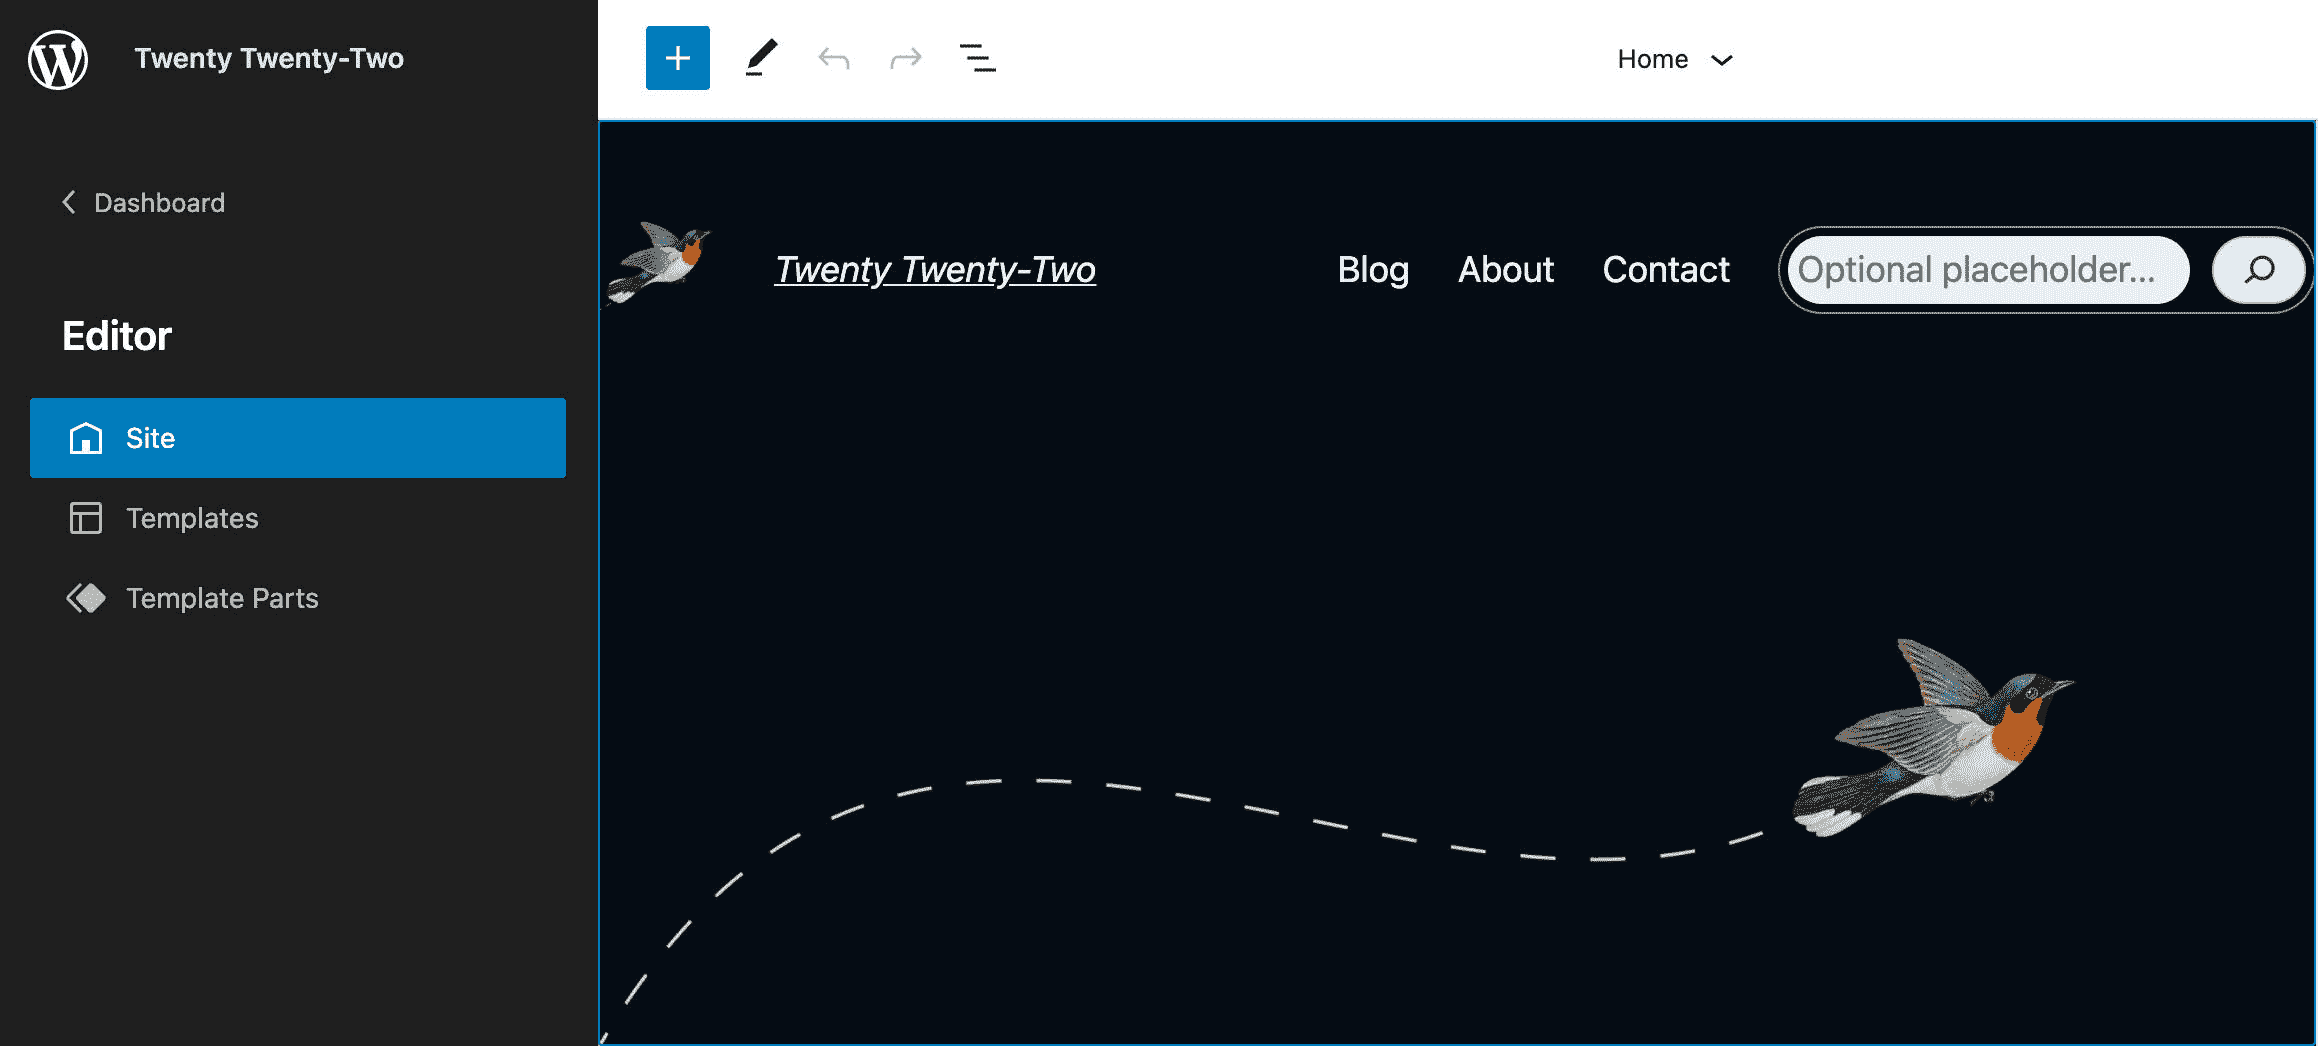 Twenty Twenty-Two
Home
Dashboard
Editor
Site
Templates
Template Parts
Twenty Twenty-Two
Blog About Contact
Optional placeholder...